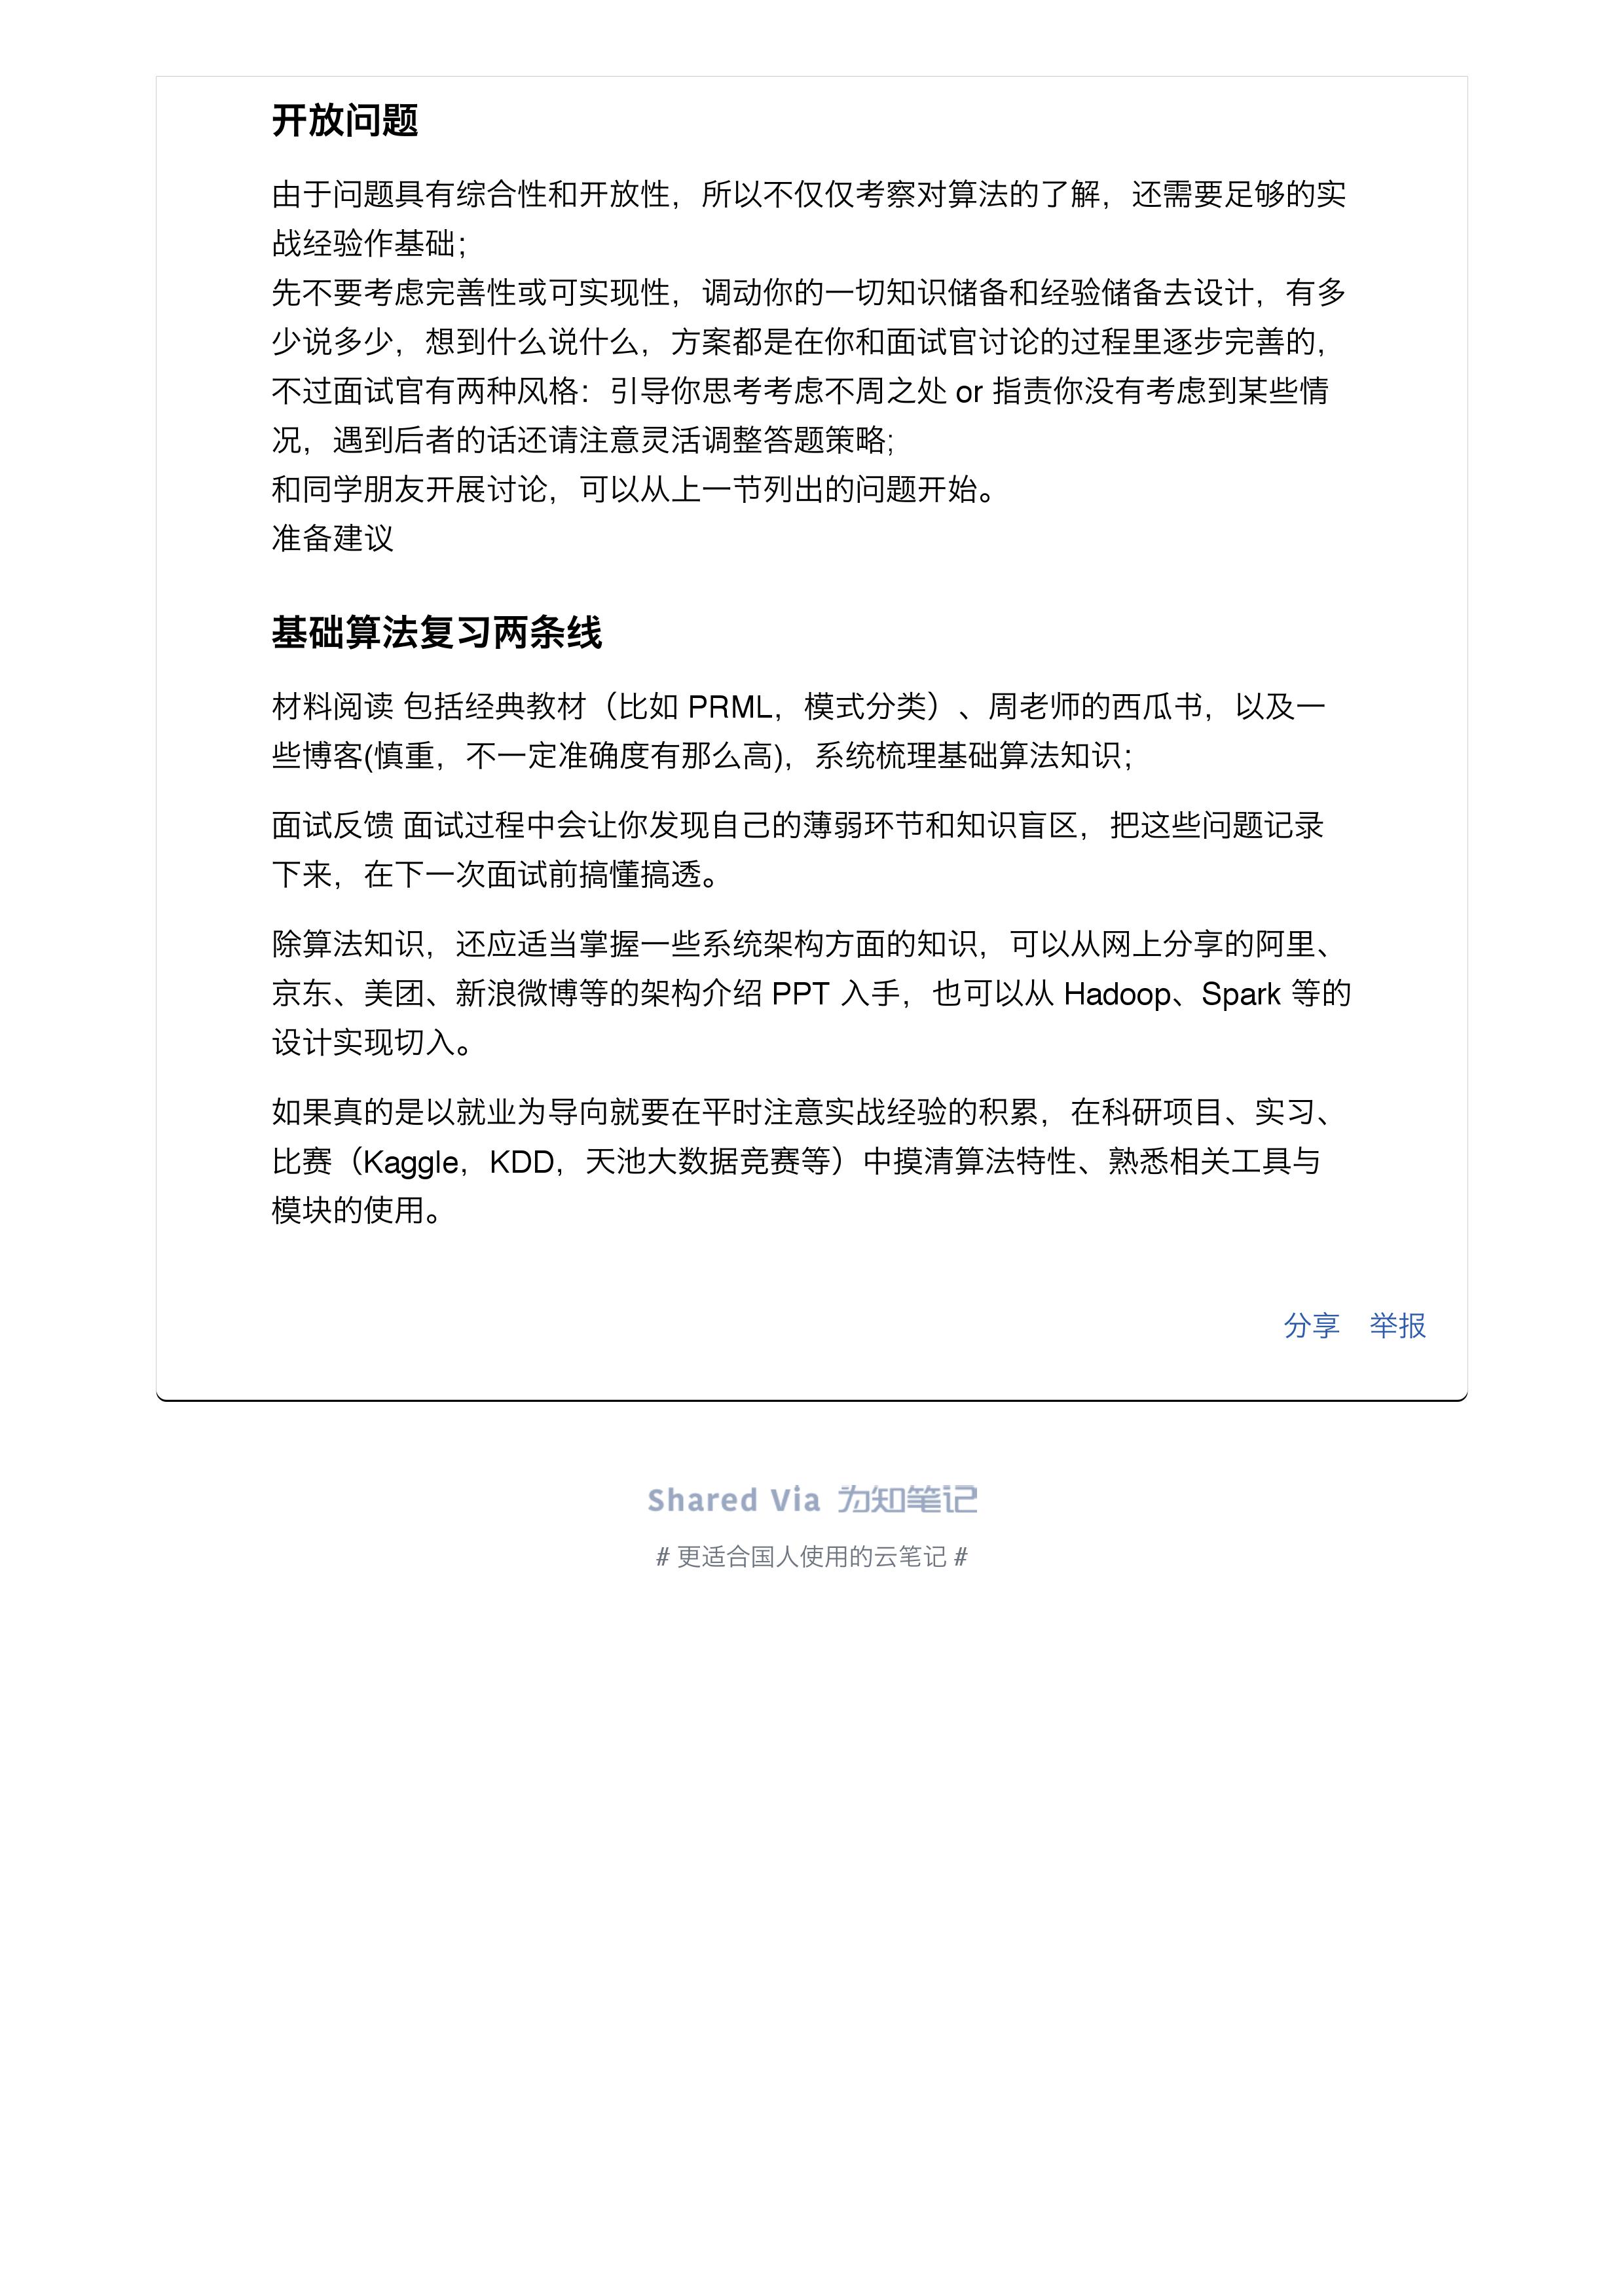 开放问题
由于问题具有综合性和开放性，所以不仅仅考察对算法的了解，还需要足够的实
战经验作基础；
先不要考虑完善性或可实现性，调动你的一切知识储备和经验储备去设计，有多
少说多少，想到什么说什么，方案都是在你和面试官讨论的过程里逐步完善的，
不过面试官有两种风格：引导你思考考虑不周之处 or 指责你没有考虑到某些情
况，遇到后者的话还请注意灵活调整答题策略;
和同学朋友开展讨论，可以从上一节列出的问题开始。
准备建议
基础算法复习两条线
材料阅读 包括经典教材（比如 PRML，模式分类）、周老师的西瓜书，以及一
些博客(慎重，不一定准确度有那么高)，系统梳理基础算法知识；
面试反馈 面试过程中会让你发现自己的薄弱环节和知识盲区，把这些问题记录
下来，在下一次面试前搞懂搞透。
除算法知识，还应适当掌握一些系统架构方面的知识，可以从网上分享的阿里、
京东、美团、新浪微博等的架构介绍 PPT 入手，也可以从 Hadoop、Spark 等的
设计实现切入。
如果真的是以就业为导向就要在平时注意实战经验的积累，在科研项目、实习、
比赛（Kaggle，KDD，天池大数据竞赛等）中摸清算法特性、熟悉相关工具与
模块的使用。
分享 举报
Shared Via 为知笔记
# 更适合国人使用的云笔记 #